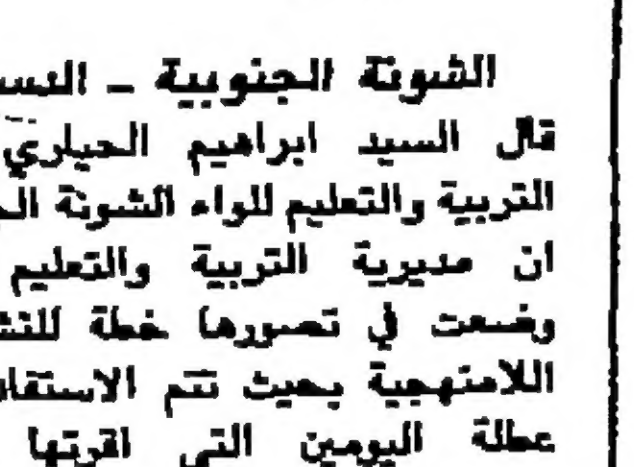 الشونة الجنوبية ـ
قال السيد ابراهيم الحياري
التربية والتعليم للواء الشونة
ان مديرية التربية والتعليم
وضعت في تصورها خطة
اللامنهجية بحيث تتم
عطلة اليومين التي اقرتها